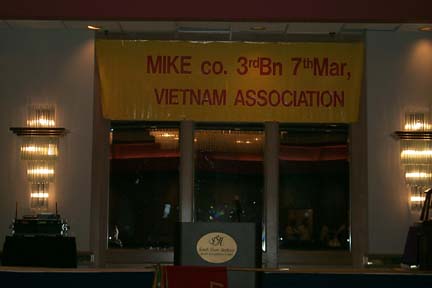 MIKE co. 3rdBn 7thMar,
VIETNAM ASSOCIATION